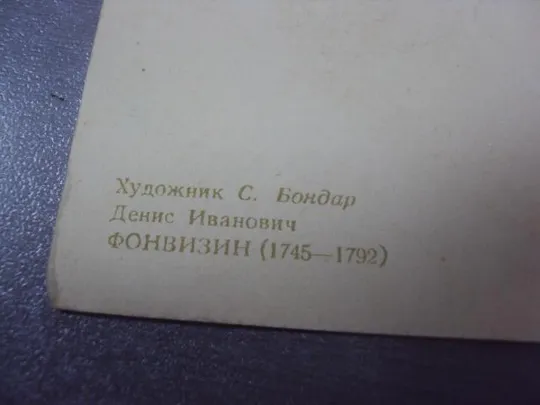 Художник С. Бондар
Денис Иванович
ФОНВИЗИН (1745—1792)